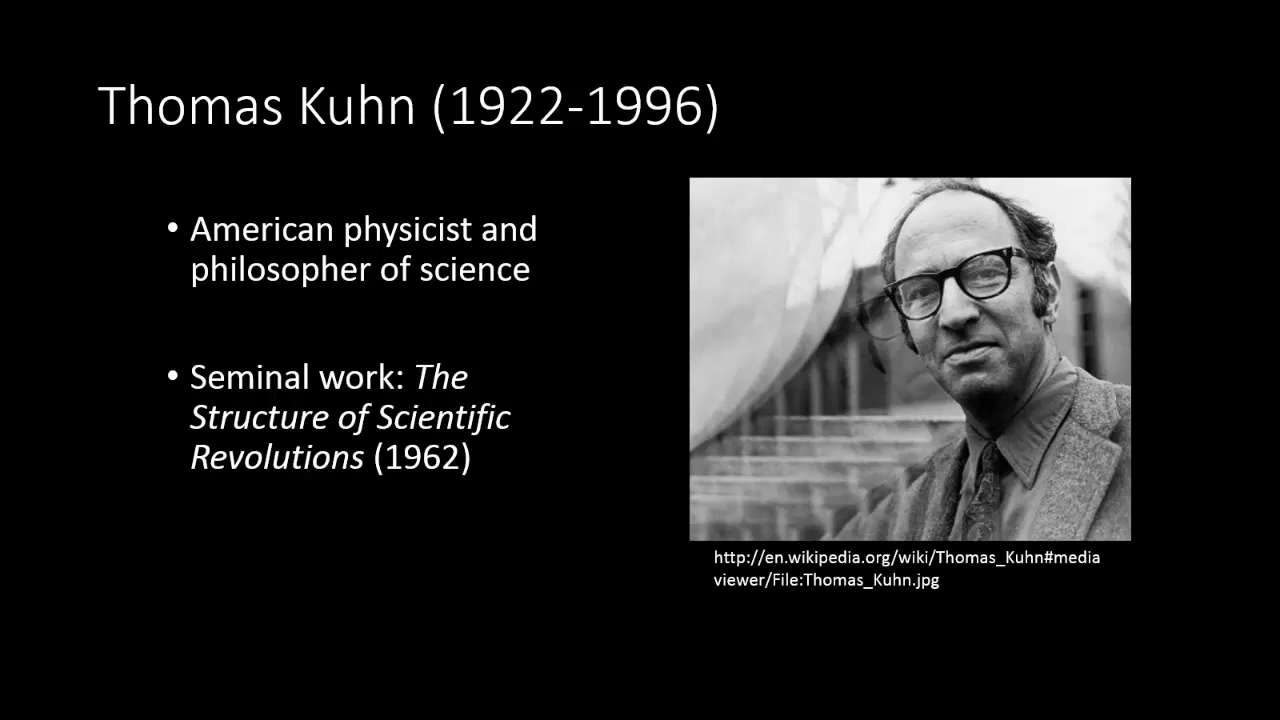 Thomas Kuhn (1922-1996)
• American physicist and
philosopher of science
• Seminal work: The
Structure of Scientific
Revolutions (1962)
http://en.wikipedia.org/wiki/Thomas_Kuhn#media
viewer/File:Thomas_Kuhn.jpg